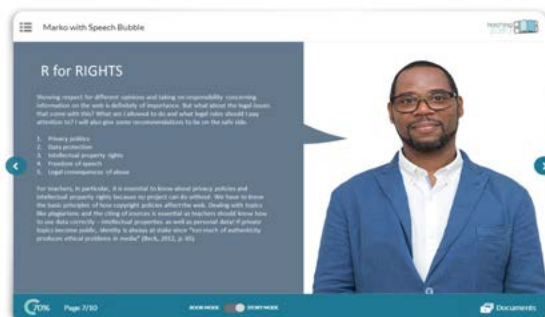 Marko with Speech Bubble
teaching
R for RIGHTS
Showing respect for different opinions and taking on responsibility concerning
information on the web is definitely of importance. But what about the legal issues
that come with this? What am I allowed to do and what legal rules should I pay
attention to? I will also give some recommendations to be on the safe side.
1. Privacy politics
2. Data protection
3. Intellectual property rights
4. Freedom of speech
5. Legal consequences of abuse
For teachers, in particular, it is essential to know about privacy policies and
intellectual property rights because no project can do without. We have to know
the basic principles of how copyright policies affect the web. Dealing with topics
like plagiarism and the citing of sources is essential as teachers should know how
to use data correctly – intellectual properties as well as personal data! If private
topics become public, identity is always at stake since "too much of authenticity
produces ethical problems in media" (Beck, 2012, p. 35).
70% Page 7/10 BOOK MODE STORY MODE Documents